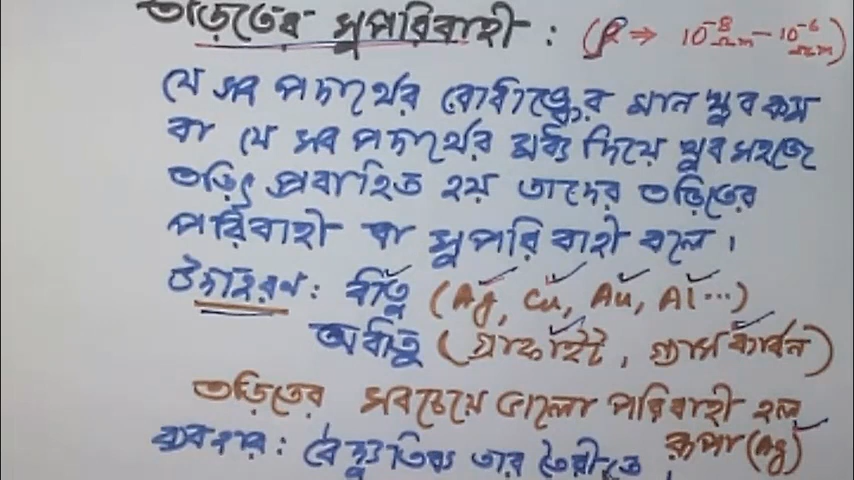 তড়িতের সুপরিবাহী : (ρ ⇒ 10⁻⁸ Ωm – 10⁻⁶ Ωm)
যে সব পদার্থের রোধাঙ্কের মান খুব কম
বা যে সব পদার্থের মধ্য দিয়ে খুব সহজে
তড়িৎ প্রবাহিত হয় তাদের তড়িতের
পরিবাহী বা সুপরিবাহী বলে।
উদাহরণ : ধাতু (Ag, Cu, Au, Al...)
অধাতু (গ্রাফাইট, গ্যাস কার্বন)
তড়িতের সবচেয়ে ভালো পরিবাহী হল
রূপা (Ag)
ব্যবহার : বৈদ্যুতিক তার তৈরীতে,